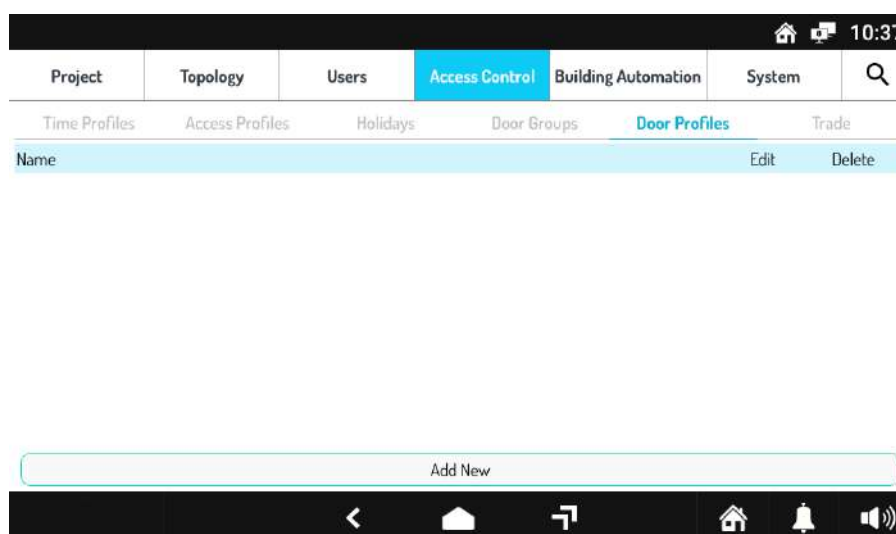 10:37
Project Topology Users Access Control Building Automation System
Time Profiles Access Profiles Holidays Door Groups Door Profiles Trade
Name Edit Delete
Add New